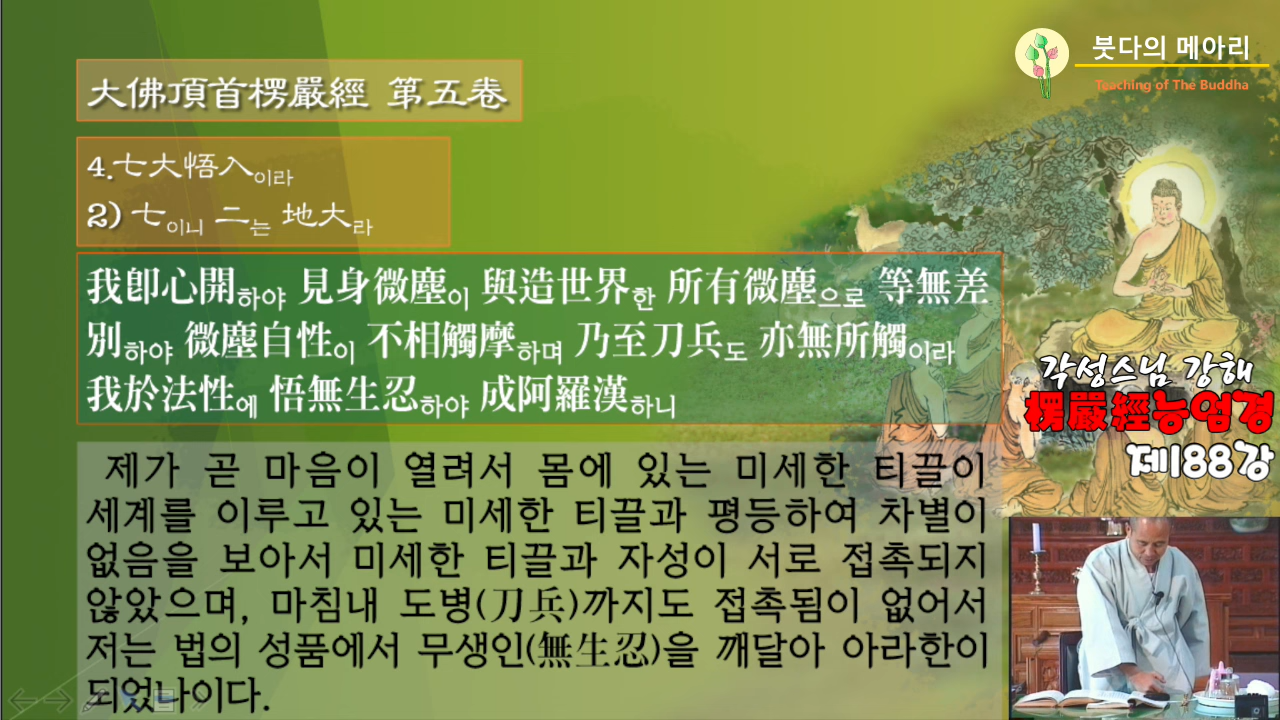 大佛頂首楞嚴經 第五卷
4.七大悟入이라
2) 七이니 二는 地大라
我卽心開하야 見身微塵이 與造世界한 所有微塵으로 等無差
別하야 微塵自性이 不相觸摩하며 乃至刀兵도 亦無所觸이라
我於法性에 悟無生忍하야 成阿羅漢하니
제가 곧 마음이 열려서 몸에 있는 미세한 티끌이
세계를 이루고 있는 미세한 티끌과 평등하여 차별이
없음을 보아서 미세한 티끌과 자성이 서로 접촉되지
않았으며, 마침내 도병(刀兵)까지도 접촉됨이 없어서
저는 법의 성품에서 무생인(無生忍)을 깨달아 아라한이
되었나이다.
붓다의 메아리
Teaching of The Buddha
각성스님 강해
楞嚴經능엄경
제188강